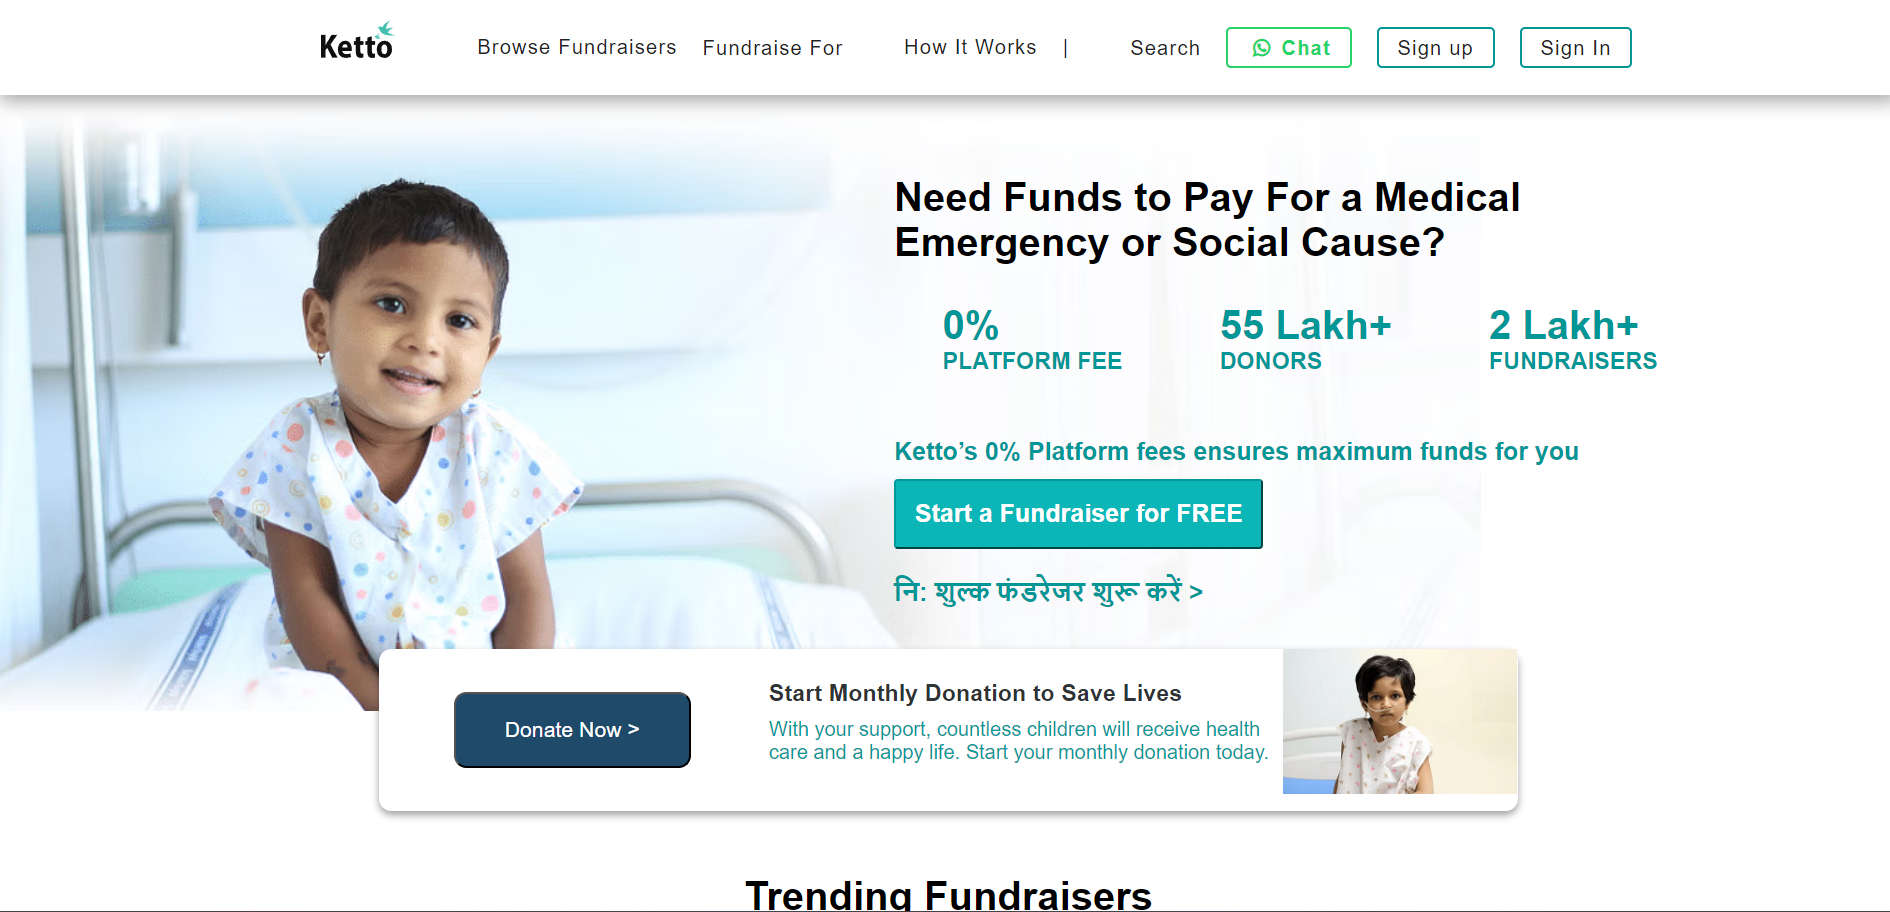 Ketto
Browse Fundraisers
Fundraise For
How It Works
|
Search
Chat
Sign up
Sign In
Need Funds to Pay For a Medical
Emergency or Social Cause?
0%
PLATFORM FEE
55 Lakh+
DONORS
2 Lakh+
FUNDRAISERS
Ketto’s 0% Platform fees ensures maximum funds for you
Start a Fundraiser for FREE
नि: शुल्क फंडरेजर शुरू करें >
Donate Now >
Start Monthly Donation to Save Lives
With your support, countless children will receive health
care and a happy life. Start your monthly donation today.
Trending Fundraisers